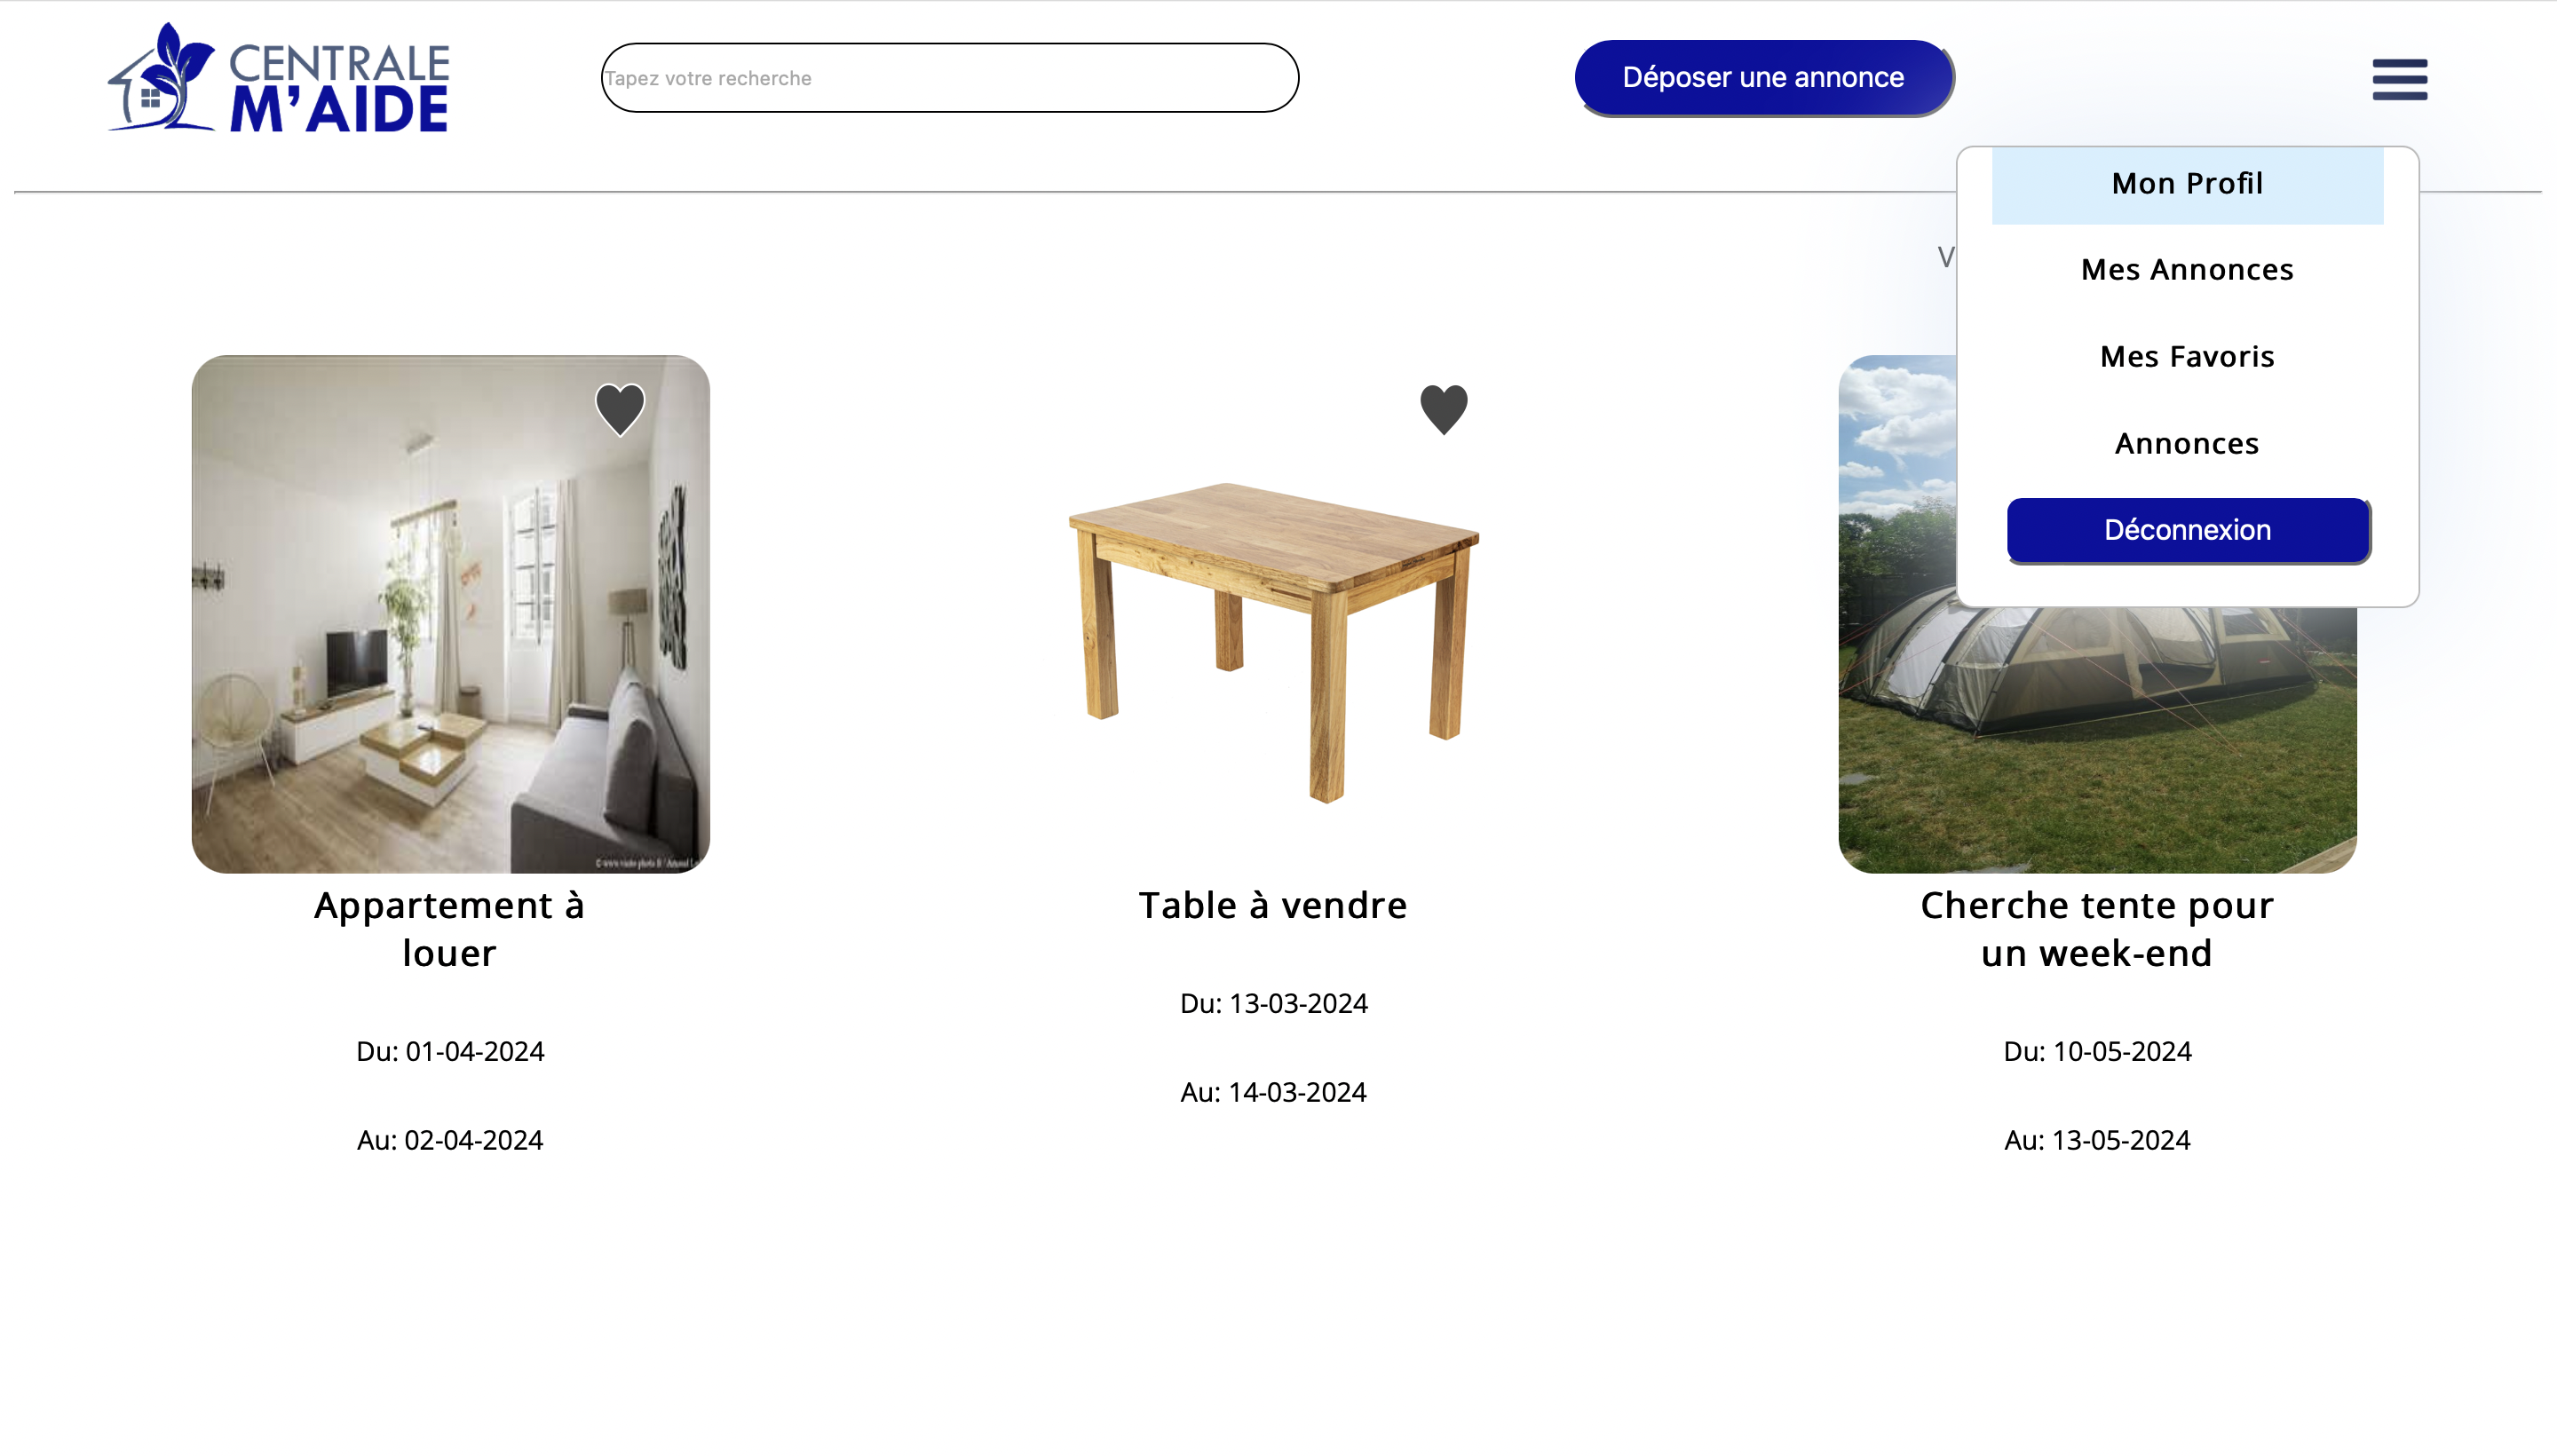 CENTRALE
M'AIDE
Tapez votre recherche
Déposer une annonce
Mon Profil
V
Mes Annonces
Mes Favoris
Annonces
Déconnexion
Appartement à
louer
Du: 01-04-2024
Au: 02-04-2024
Table à vendre
Du: 13-03-2024
Au: 14-03-2024
Cherche tente pour
un week-end
Du: 10-05-2024
Au: 13-05-2024